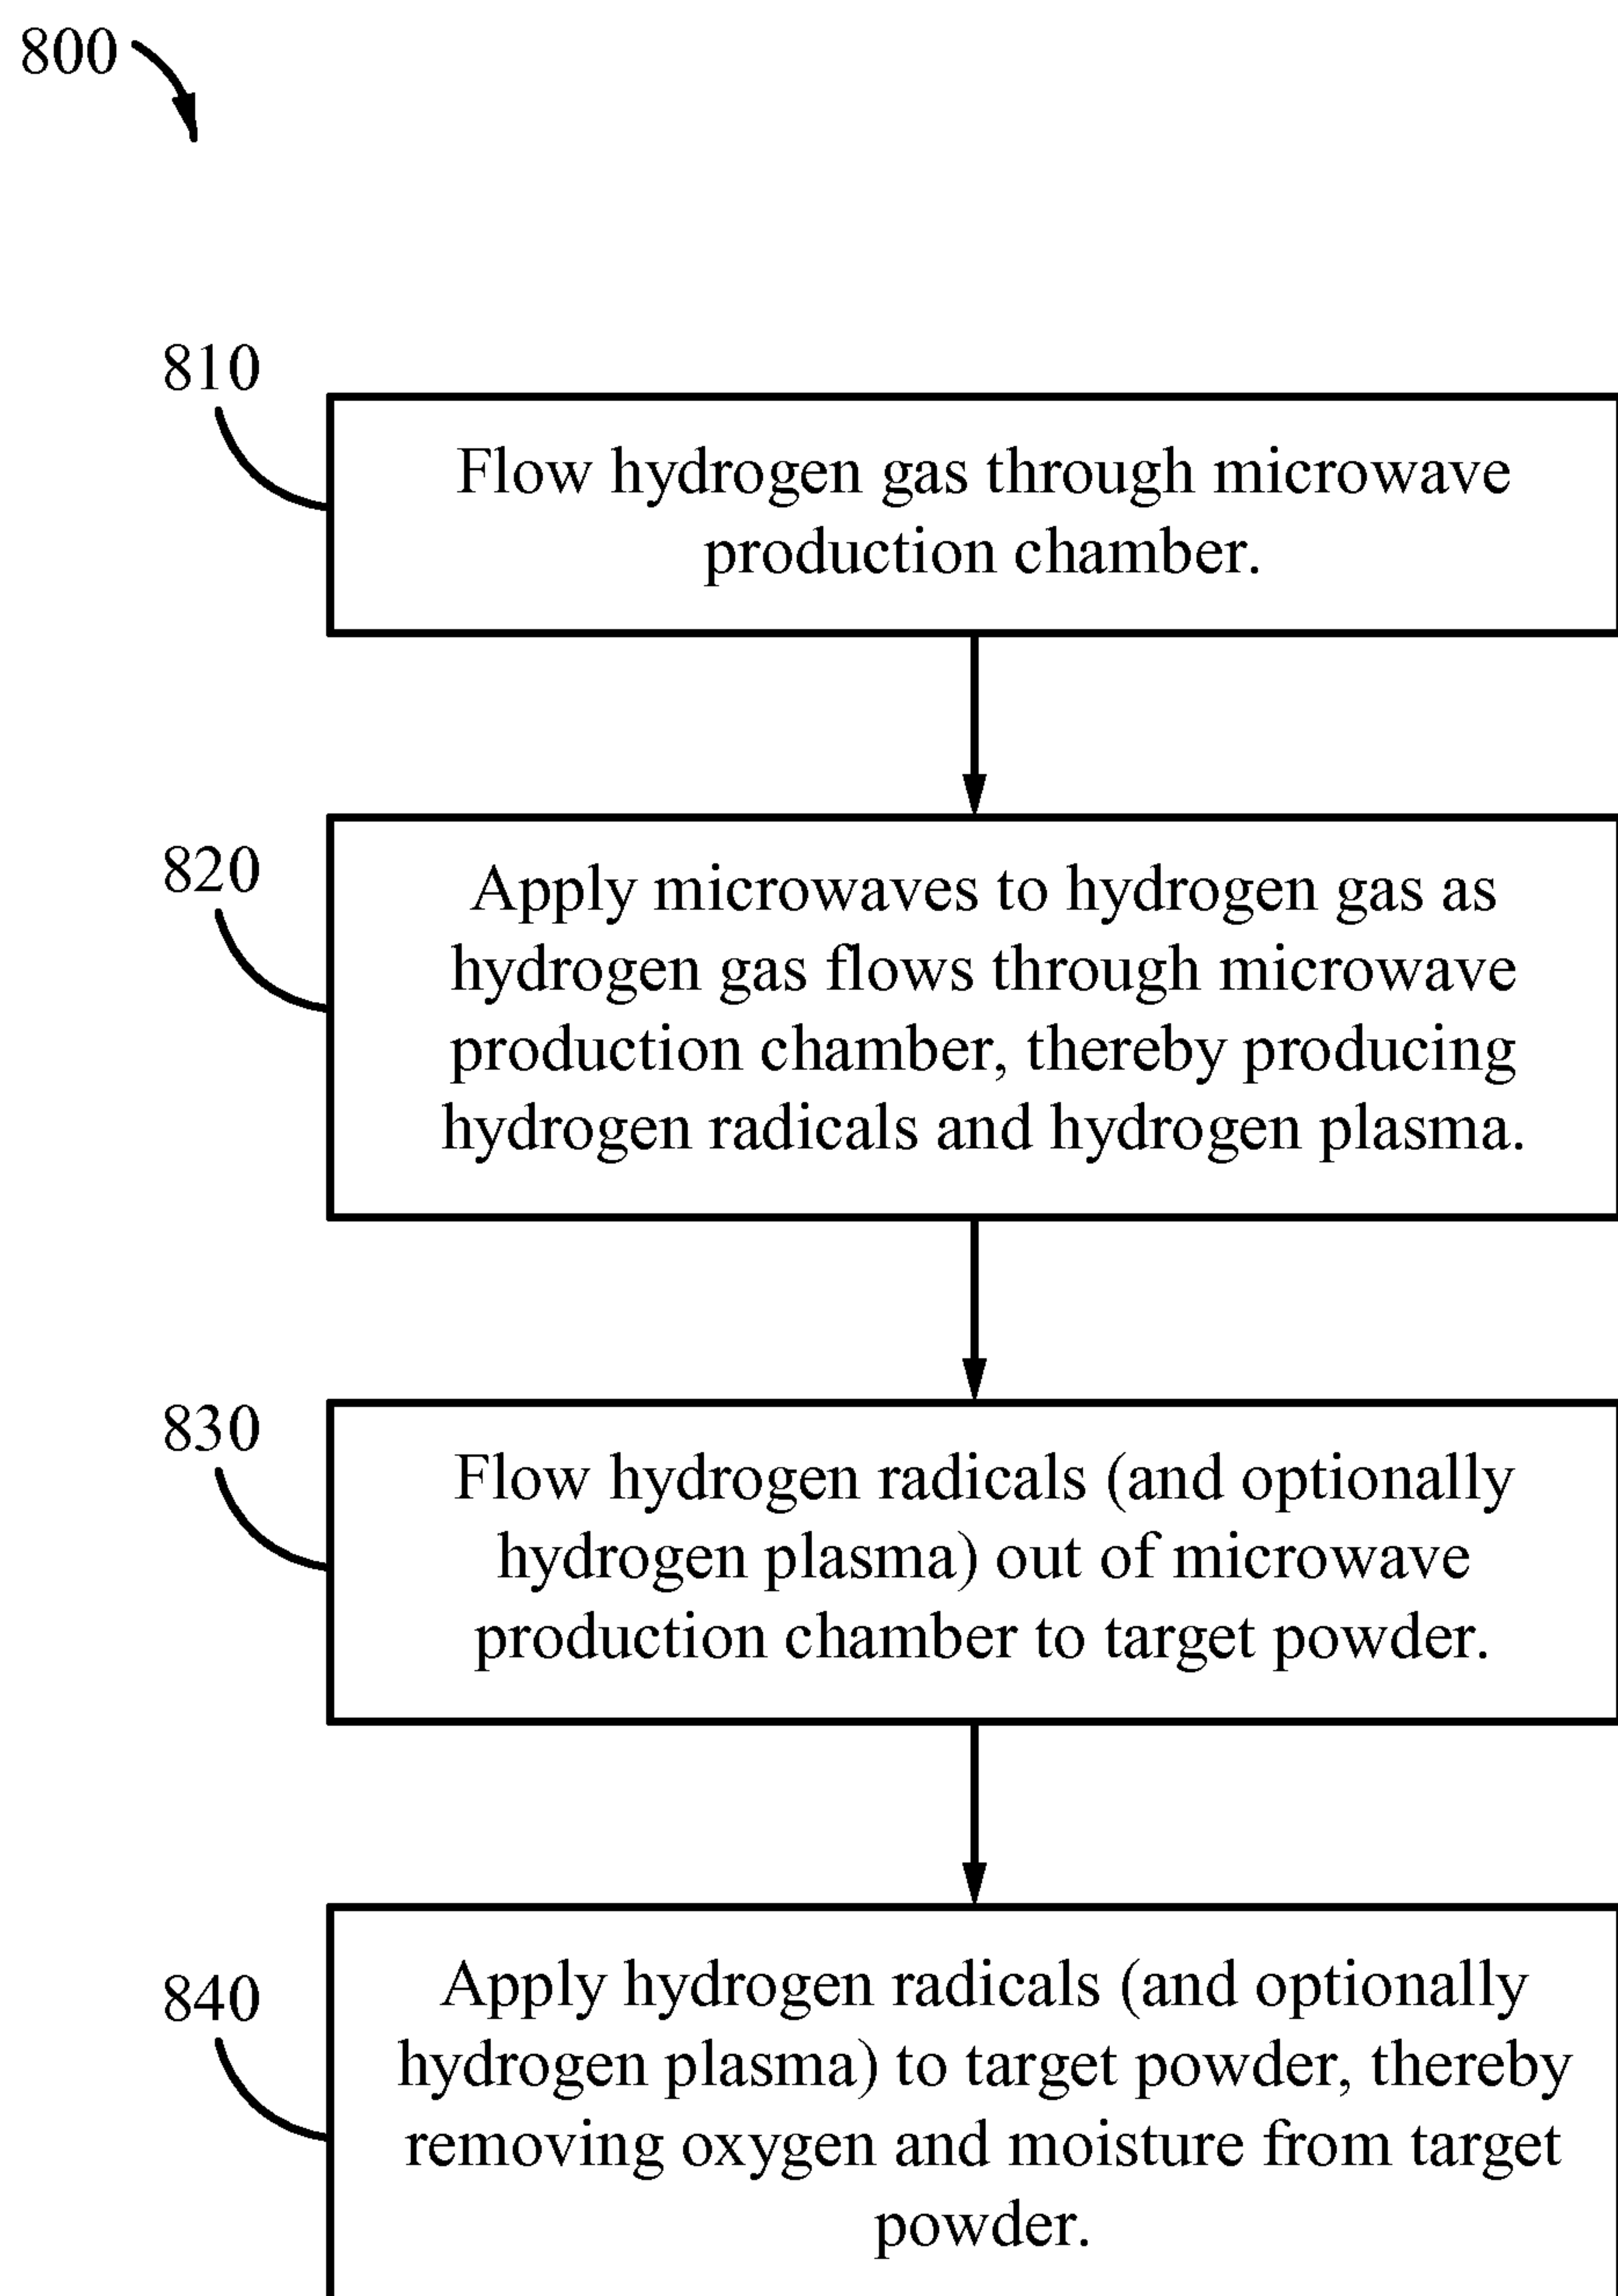 800
810
Flow hydrogen gas through microwave
production chamber.
820
Apply microwaves to hydrogen gas as
hydrogen gas flows through microwave
production chamber, thereby producing
hydrogen radicals and hydrogen plasma.
830
Flow hydrogen radicals (and optionally
hydrogen plasma) out of microwave
production chamber to target powder.
840
Apply hydrogen radicals (and optionally
hydrogen plasma) to target powder, thereby
removing oxygen and moisture from target
powder.